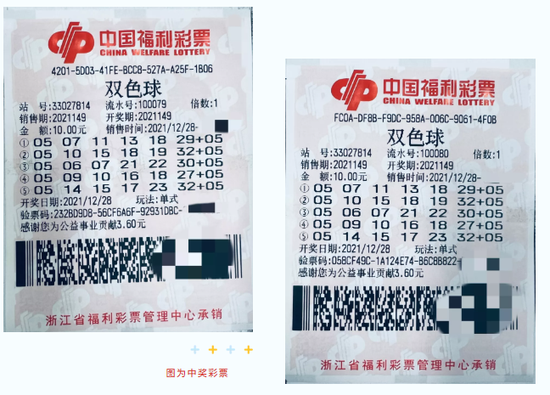 中国福利彩票
CHINA WELFARE LOTTERY
4201-5D03-41FE-BCCB-527A-A25F-1B06
双色球
站 号:33027814 流水号:100079 倍数:1
销售期:2021149 开奖期:2021149
金 额:10.00元 销售时间:2021/12/28-
① 05 07 11 13 18 29+05
② 05 10 15 18 19 32+05
③ 05 06 07 21 22 30+05
④ 05 09 10 16 18 27+05
⑤ 05 14 15 17 23 32+05
开奖日期:2021/12/28 玩法:单式
验票码:232BD9D8-56CF6A6F-92931DBC-
感谢您为公益事业贡献3.60元
浙江省福利彩票管理中心承销
图为中奖彩票
中国福利彩票
CHINA WELFARE LOTTERY
FC0A-DFBB-F9DC-958A-006C-9061-4F0B
双色球
站 号:33027814 流水号:100080 倍数:1
销售期:2021149 开奖期:2021149
金 额:10.00元 销售时间:2021/12/28-
① 05 07 11 13 18 29+05
② 05 10 15 18 19 32+05
③ 05 06 07 21 22 30+05
④ 05 09 10 16 18 27+05
⑤ 05 14 15 17 23 32+05
开奖日期:2021/12/28 玩法:单式
验票码:058CF49C-1A124E74-B6CBB822-
感谢您为公益事业贡献3.60元
浙江省福利彩票管理中心承销